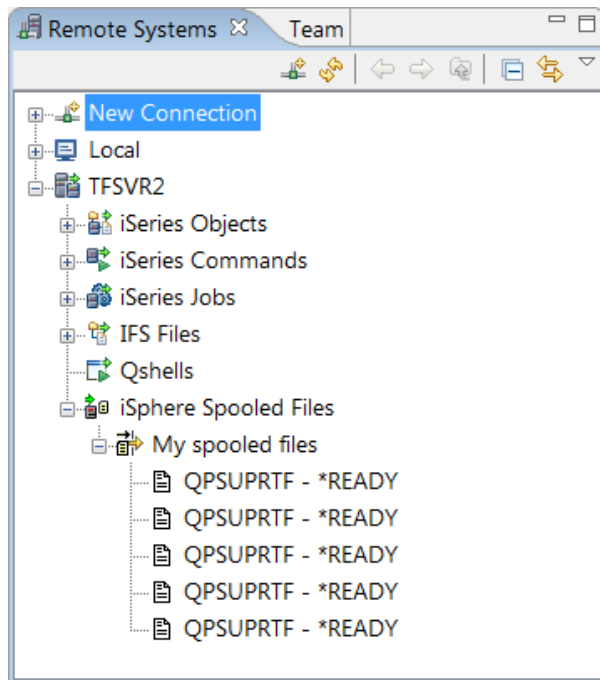 Remote Systems Team
New Connection
Local
TFSVR2
iSeries Objects
iSeries Commands
iSeries Jobs
IFS Files
Qshells
iSphere Spooled Files
My spooled files
QPSUPRTF - *READY
QPSUPRTF - *READY
QPSUPRTF - *READY
QPSUPRTF - *READY
QPSUPRTF - *READY